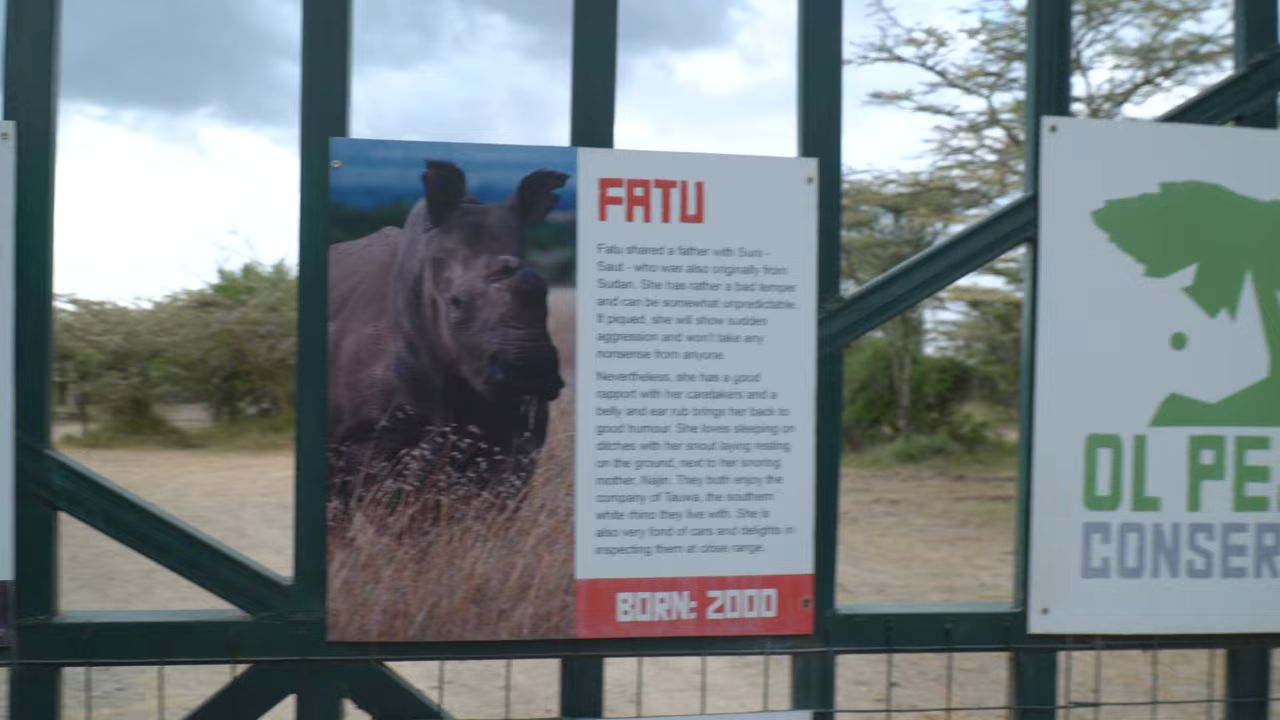 FATU
Fatu shared a father with Suni -
Saut - who was also originally from
Sudan. She has rather a bad temper
and can be somewhat unpredictable.
If piqued, she will show sudden
aggression and won't take any
nonsense from anyone.
Nevertheless, she has a good
rapport with her caretakers and a
belly and ear rub brings her back to
good humour. She loves sleeping on
ditches with her snout laying resting
on the ground, next to her snoring
mother, Najin. They both enjoy the
company of Tauwa, the southern
white rhino they live with. She is
also very fond of cars and delights in
inspecting them at close range.
BORN: 2000
OL PE
CONSER